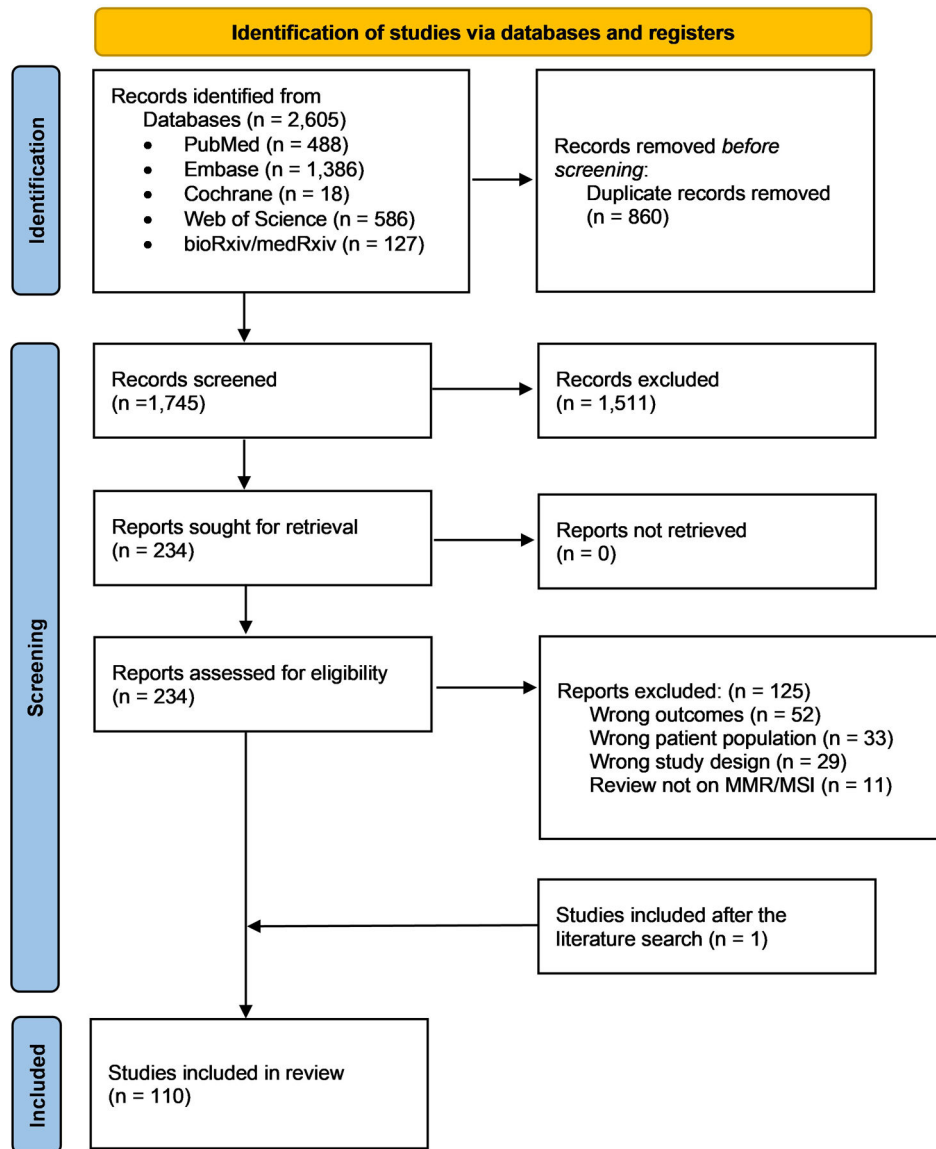 Identification of studies via databases and registers
Identification
Records identified from
Databases (n = 2,605)
• PubMed (n = 488)
• Embase (n = 1,386)
• Cochrane (n = 18)
• Web of Science (n = 586)
• bioRxiv/medRxiv (n = 127)
Records removed before
screening:
Duplicate records removed
(n = 860)
Screening
Records screened
(n =1,745)
Records excluded
(n = 1,511)
Reports sought for retrieval
(n = 234)
Reports not retrieved
(n = 0)
Reports assessed for eligibility
(n = 234)
Reports excluded: (n = 125)
Wrong outcomes (n = 52)
Wrong patient population (n = 33)
Wrong study design (n = 29)
Review not on MMR/MSI (n = 11)
Studies included after the
literature search (n = 1)
Included
Studies included in review
(n = 110)